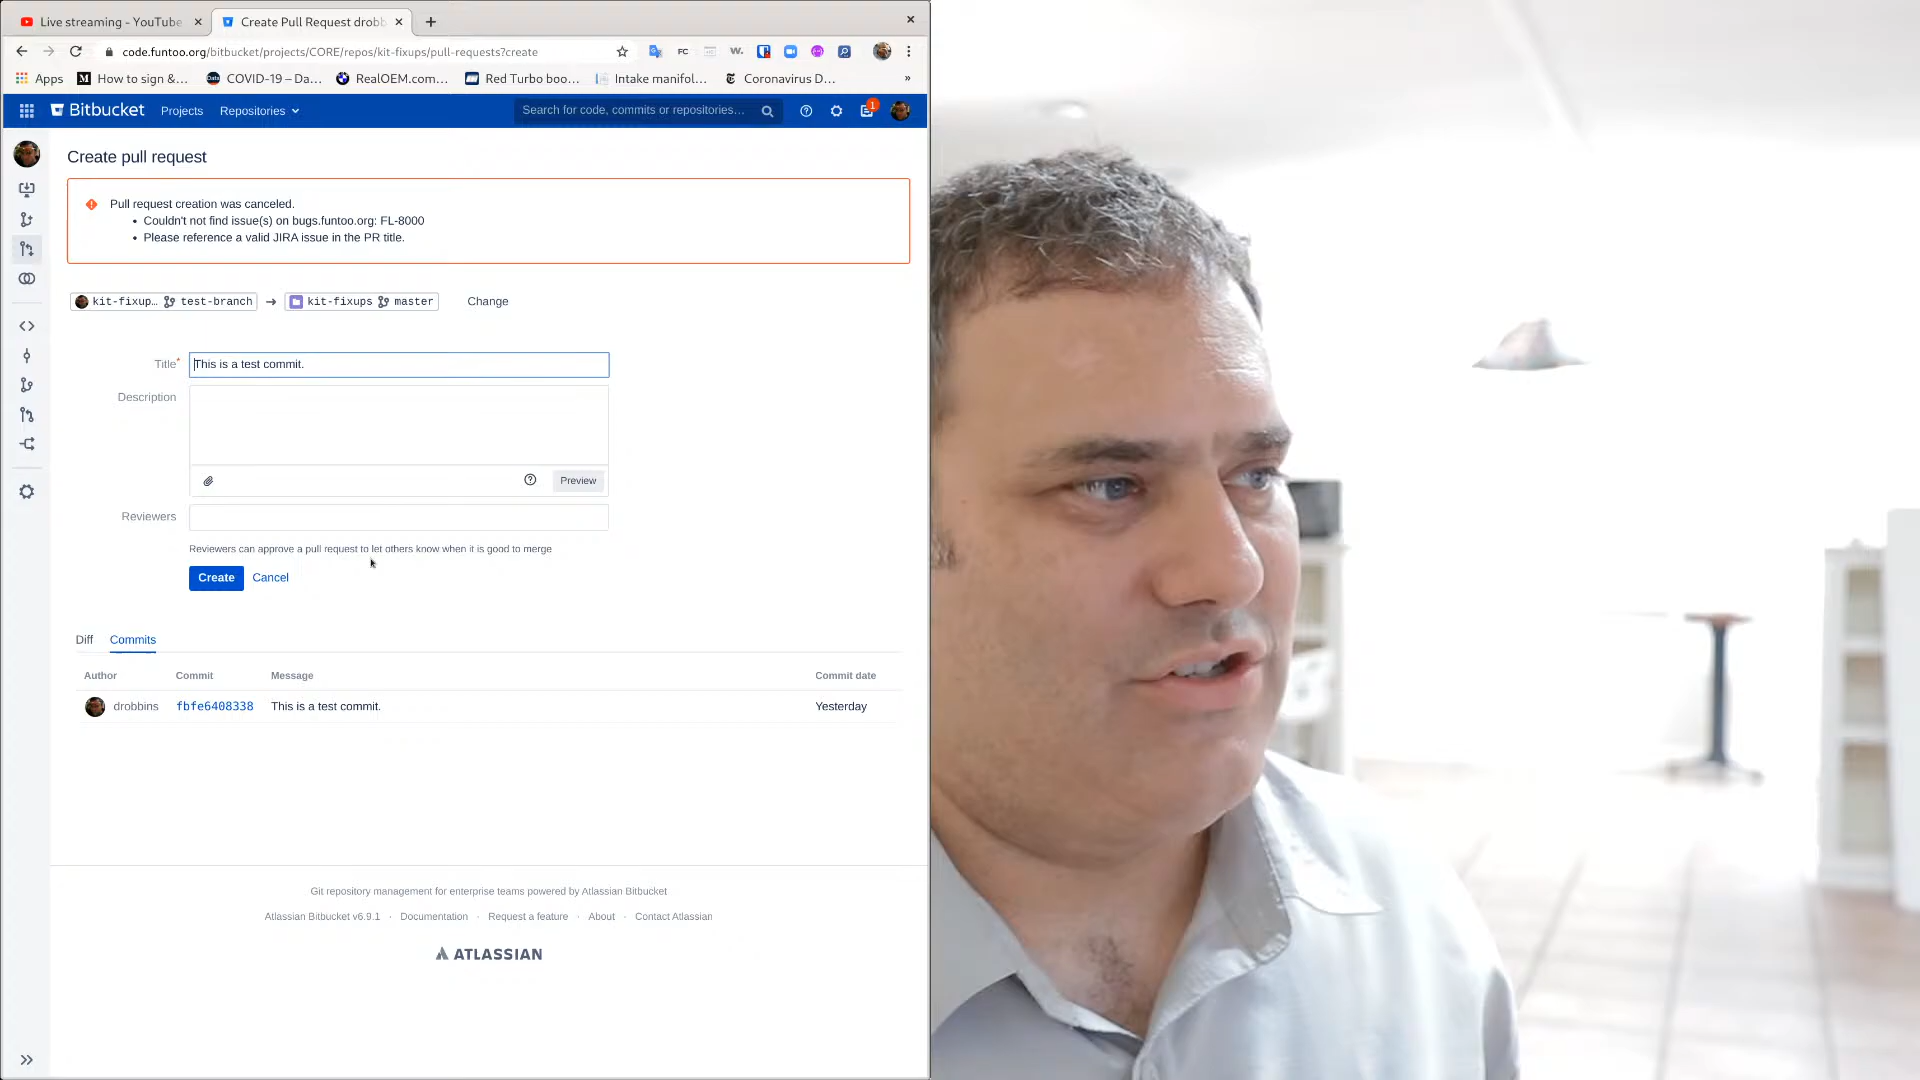 Live streaming - YouTube
Create Pull Request drobb
code.funtoo.org/bitbucket/projects/CORE/repos/kit-fixups/pull-requests?create
FC
W.
Apps
M How to sign &...
COVID-19 – Da...
RealOEM.com...
Red Turbo boo...
Intake manifol...
Coronavirus D...
»
Bitbucket
Projects
Repositories
Search for code, commits or repositories...
1
Create pull request
Pull request creation was canceled.
• Couldn't not find issue(s) on bugs.funtoo.org: FL-8000
• Please reference a valid JIRA issue in the PR title.
kit-fixup… test-branch → kit-fixups master Change
Title* This is a test commit.
Description
Preview
Reviewers
Reviewers can approve a pull request to let others know when it is good to merge
Create Cancel
Diff Commits
Author Commit Message Commit date
drobbins fbfe6408338 This is a test commit. Yesterday
Git repository management for enterprise teams powered by Atlassian Bitbucket
Atlassian Bitbucket v6.9.1 · Documentation · Request a feature · About · Contact Atlassian
ATLASSIAN